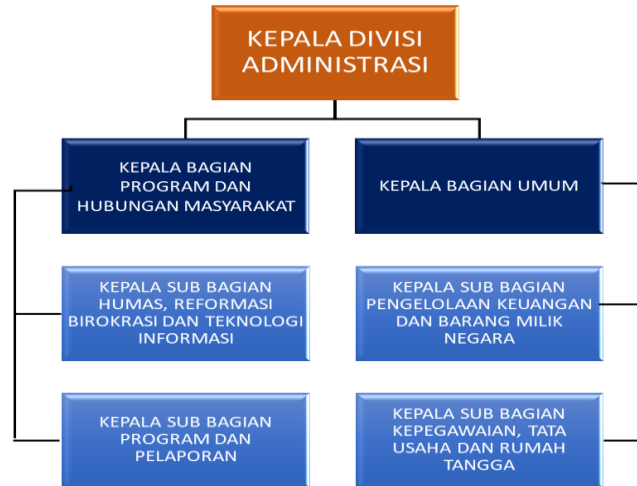 KEPALA DIVISI
ADMINISTRASI
KEPALA BAGIAN
PROGRAM DAN
HUBUNGAN MASYARAKAT
KEPALA BAGIAN UMUM
KEPALA SUB BAGIAN
HUMAS, REFORMASI
BIROKRASI DAN TEKNOLOGI
INFORMASI
KEPALA SUB BAGIAN
PENGELOLAAN KEUANGAN
DAN BARANG MILIK
NEGARA
KEPALA SUB BAGIAN
PROGRAM DAN
PELAPORAN
KEPALA SUB BAGIAN
KEPEGAWAIAN, TATA
USAHA DAN RUMAH
TANGGA